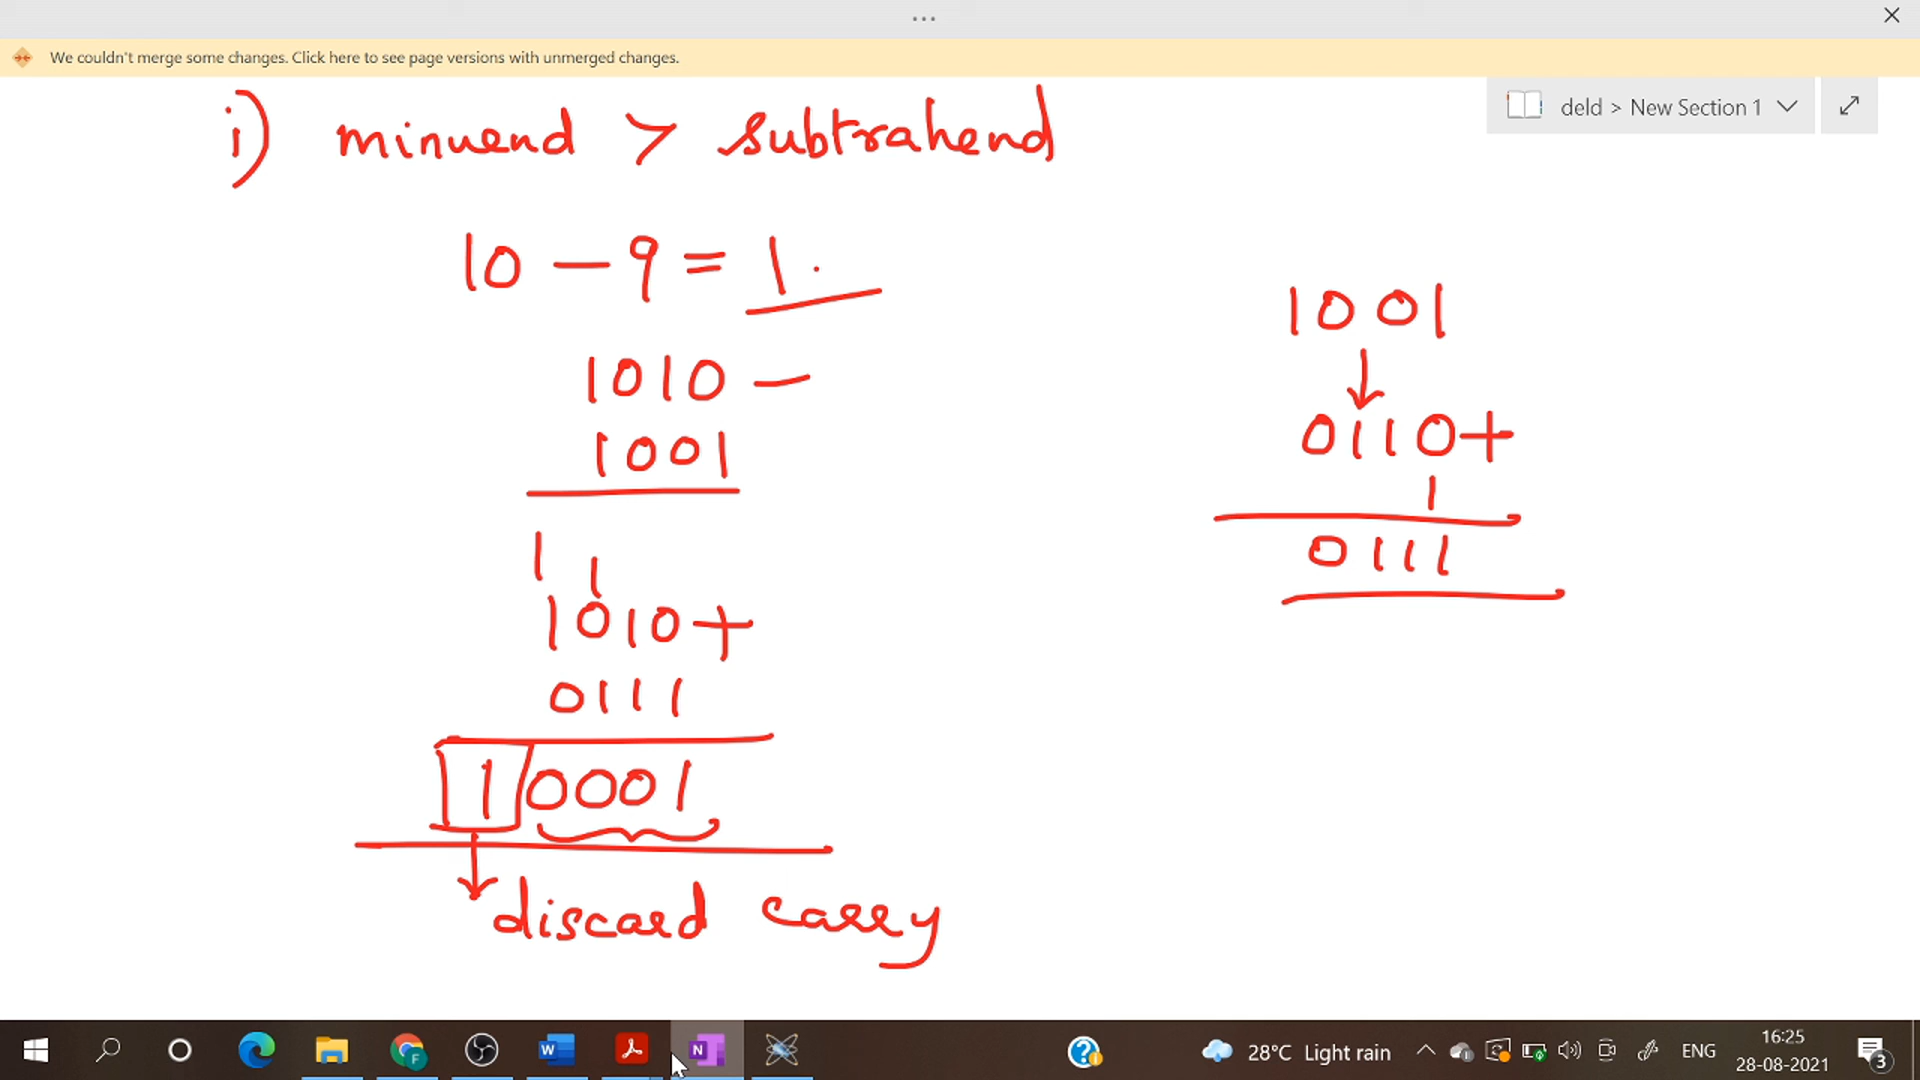 ...
We couldn't merge some changes. Click here to see page versions with unmerged changes.
deld > New Section 1
i) minuend > subtrahend
10 - 9 = 1.
1010 -
1001
1 1
1010 +
0111
1 0001
discard carry
1001
0110 +
1
0111
W
N
28°C Light rain
ENG
16:25
28-08-2021
3